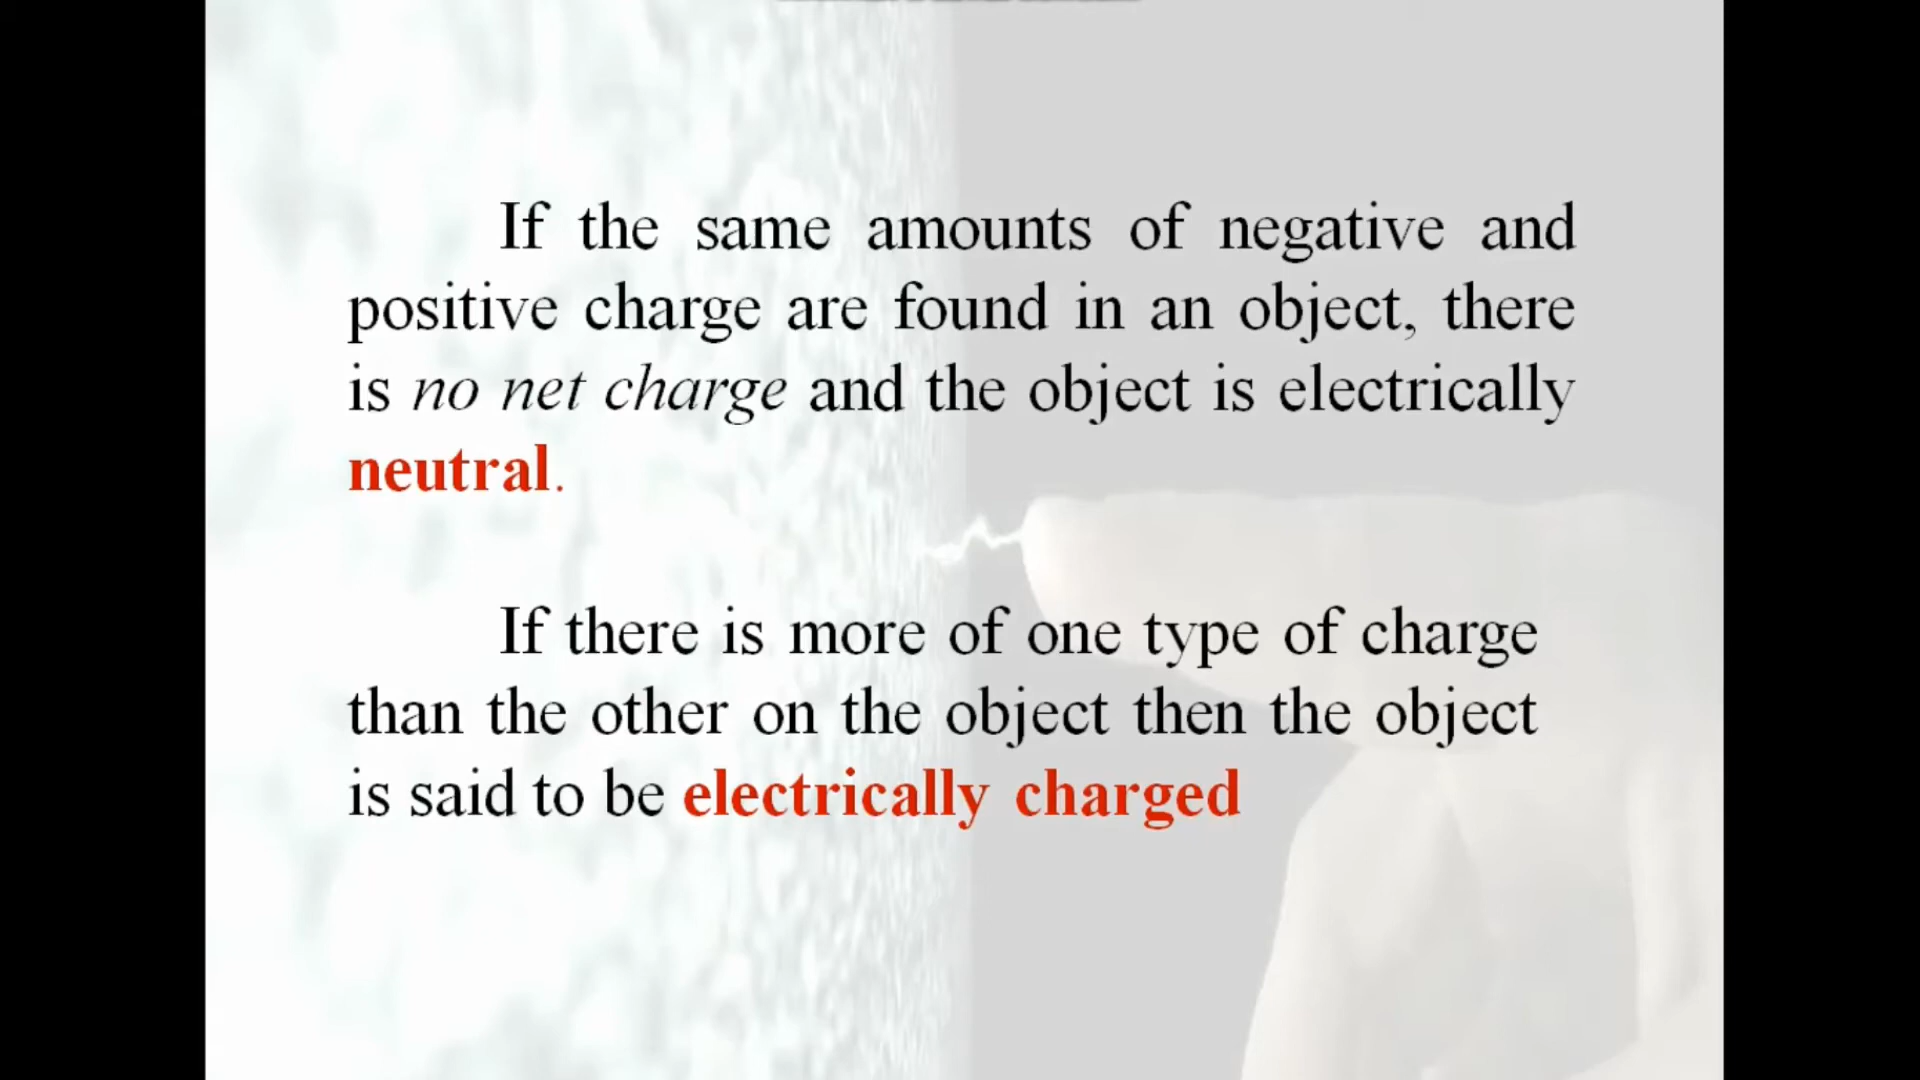 If the same amounts of negative and
positive charge are found in an object, there
is no net charge and the object is electrically
neutral.
If there is more of one type of charge
than the other on the object then the object
is said to be electrically charged